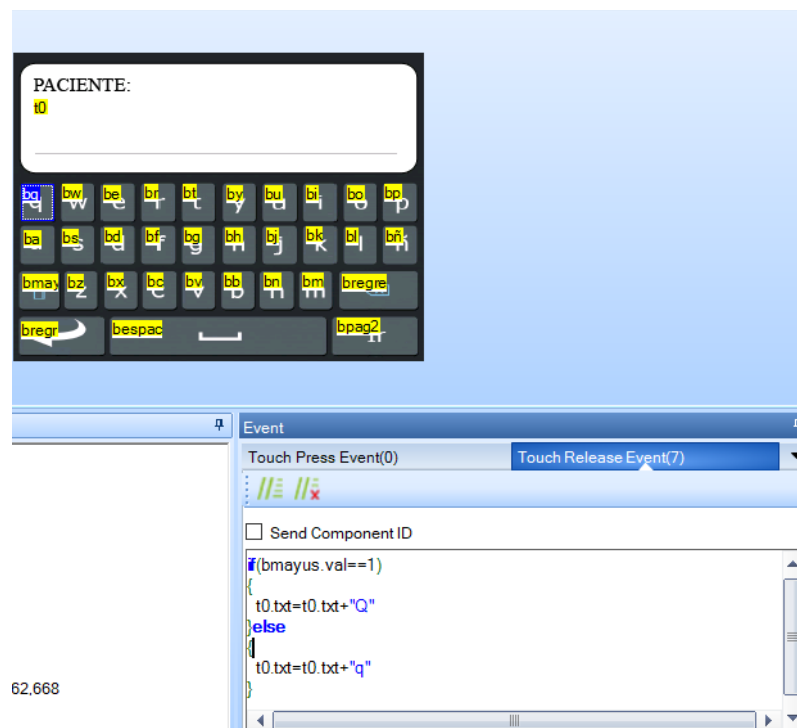 PACIENTE:
t0
bq bw be br bt by bu bi bo bp
q w e r t y u i o p
ba bs bd bf bg bh bj bk bl bñ
a s d f g h j k l ñ
bmay bz bx bc bv bb bn bm bregre
z x c v b n m
bregr bespac bpag2
Ir
Event
Touch Press Event(0) Touch Release Event(7)
Send Component ID
if(bmayus.val==1)
{
t0.txt=t0.txt+"Q"
}else
{
t0.txt=t0.txt+"q"
}
62,668